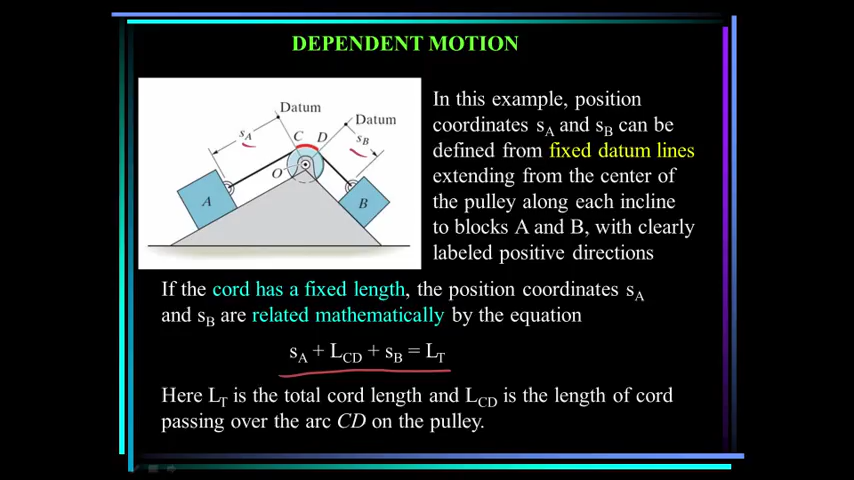 DEPENDENT MOTION
Datum
Datum
sA
C
D
sB
O
A
B
In this example, position
coordinates sA and sB can be
defined from fixed datum lines
extending from the center of
the pulley along each incline
to blocks A and B, with clearly
labeled positive directions
If the cord has a fixed length, the position coordinates sA
and sB are related mathematically by the equation
sA + LCD + sB = LT
Here LT is the total cord length and LCD is the length of cord
passing over the arc CD on the pulley.